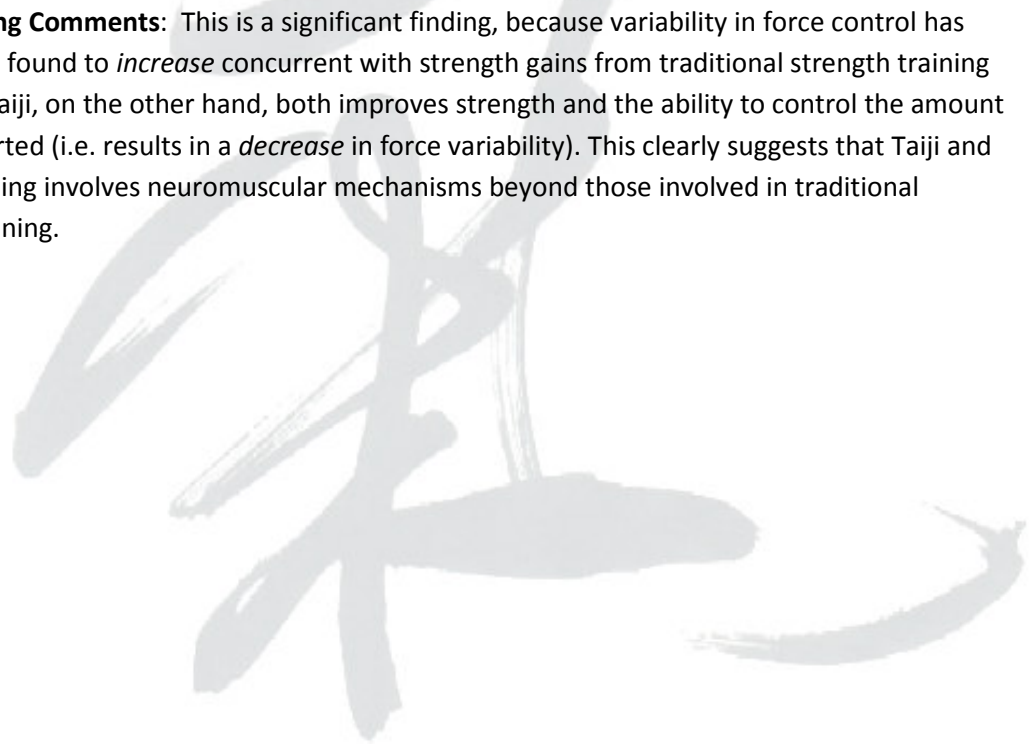 ng Comments: This is a significant finding, because variability in force control has
found to increase concurrent with strength gains from traditional strength training
aiji, on the other hand, both improves strength and the ability to control the amount
rted (i.e. results in a decrease in force variability). This clearly suggests that Taiji and
ing involves neuromuscular mechanisms beyond those involved in traditional
ning.